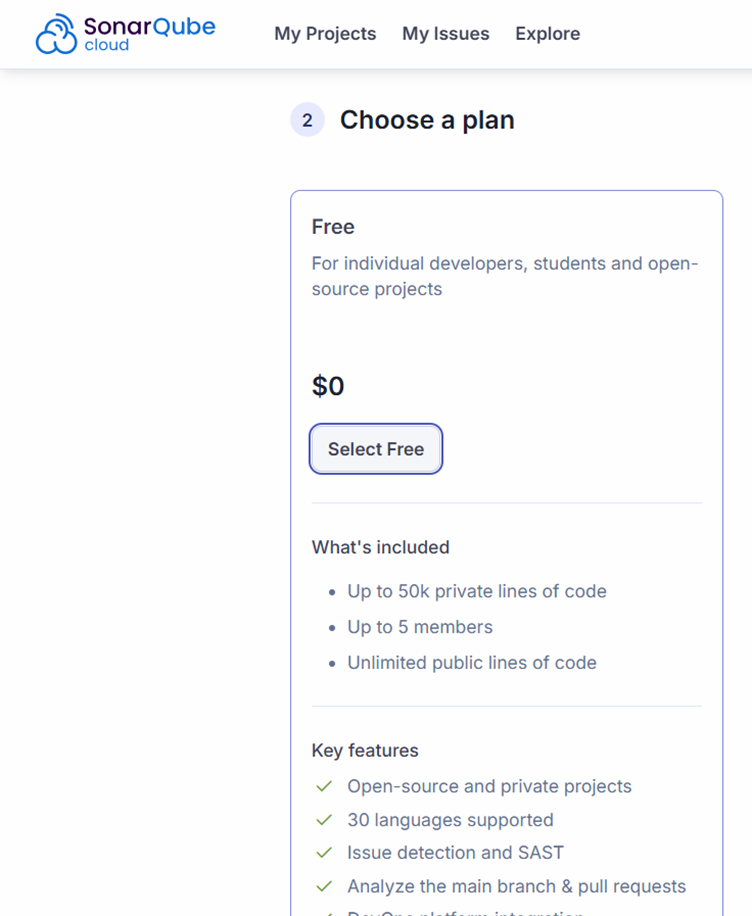 SonarQube
cloud
My Projects
My Issues
Explore
2
Choose a plan
Free
For individual developers, students and open-
source projects
$0
Select Free
What's included
Up to 50k private lines of code
Up to 5 members
Unlimited public lines of code
Key features
Open-source and private projects
30 languages supported
Issue detection and SAST
Analyze the main branch & pull requests
DevOps platform integration